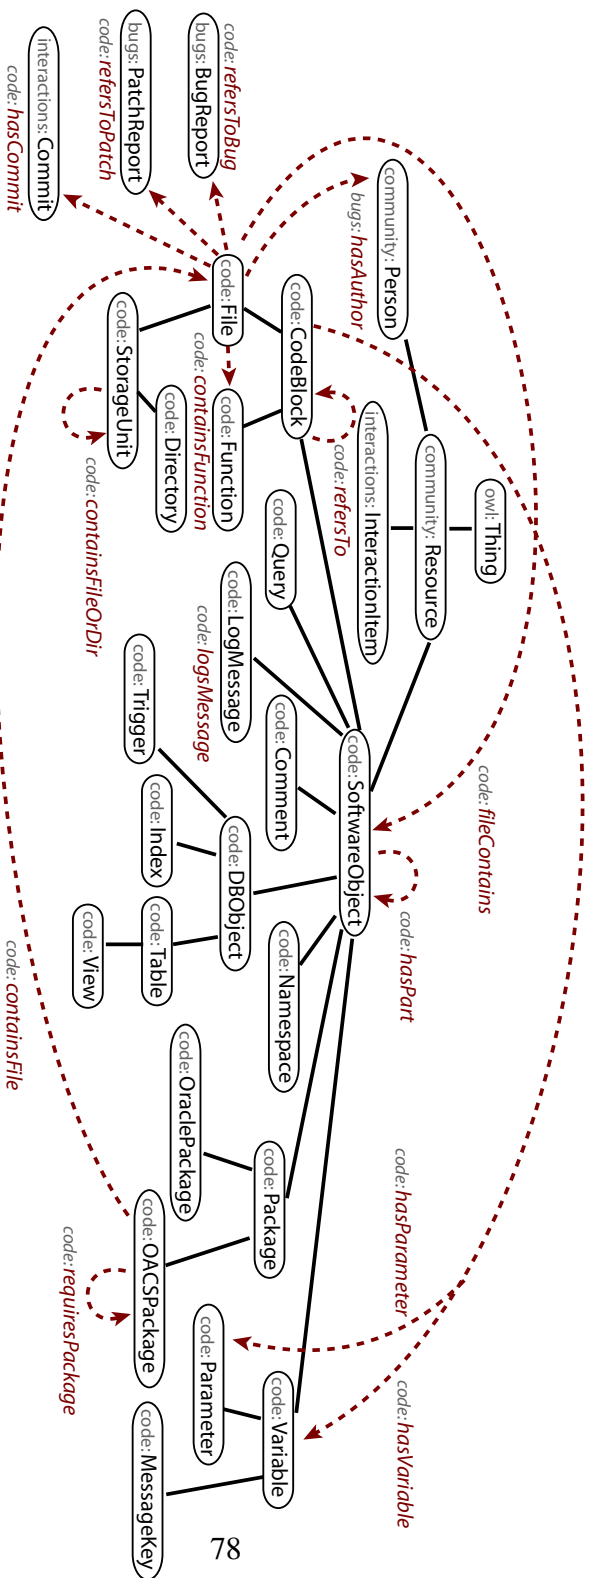 owl: Thing
community: Person
community: Resource
bugs: hasAuthor
interactions: InteractionItem
code: refersToBug
bugs: BugReport
bugs: PatchReport
code: refersToPatch
interactions: Commit
code: hasCommit
code: File
code: CodeBlock
code: refersTo
code: Function
code: containsFunction
code: StorageUnit
code: Directory
code: containsFileOrDir
code: Query
code: LogMessage
code: logsMessage
code: Comment
code: SoftwareObject
code: fileContains
code: hasPart
code: Trigger
code: Index
code: DBObject
code: Table
code: View
code: Namespace
code: containsFile
code: OraclePackage
code: Package
code: OACSPackage
code: requiresPackage
code: hasParameter
code: hasVariable
code: Parameter
code: Variable
code: MessageKey
78